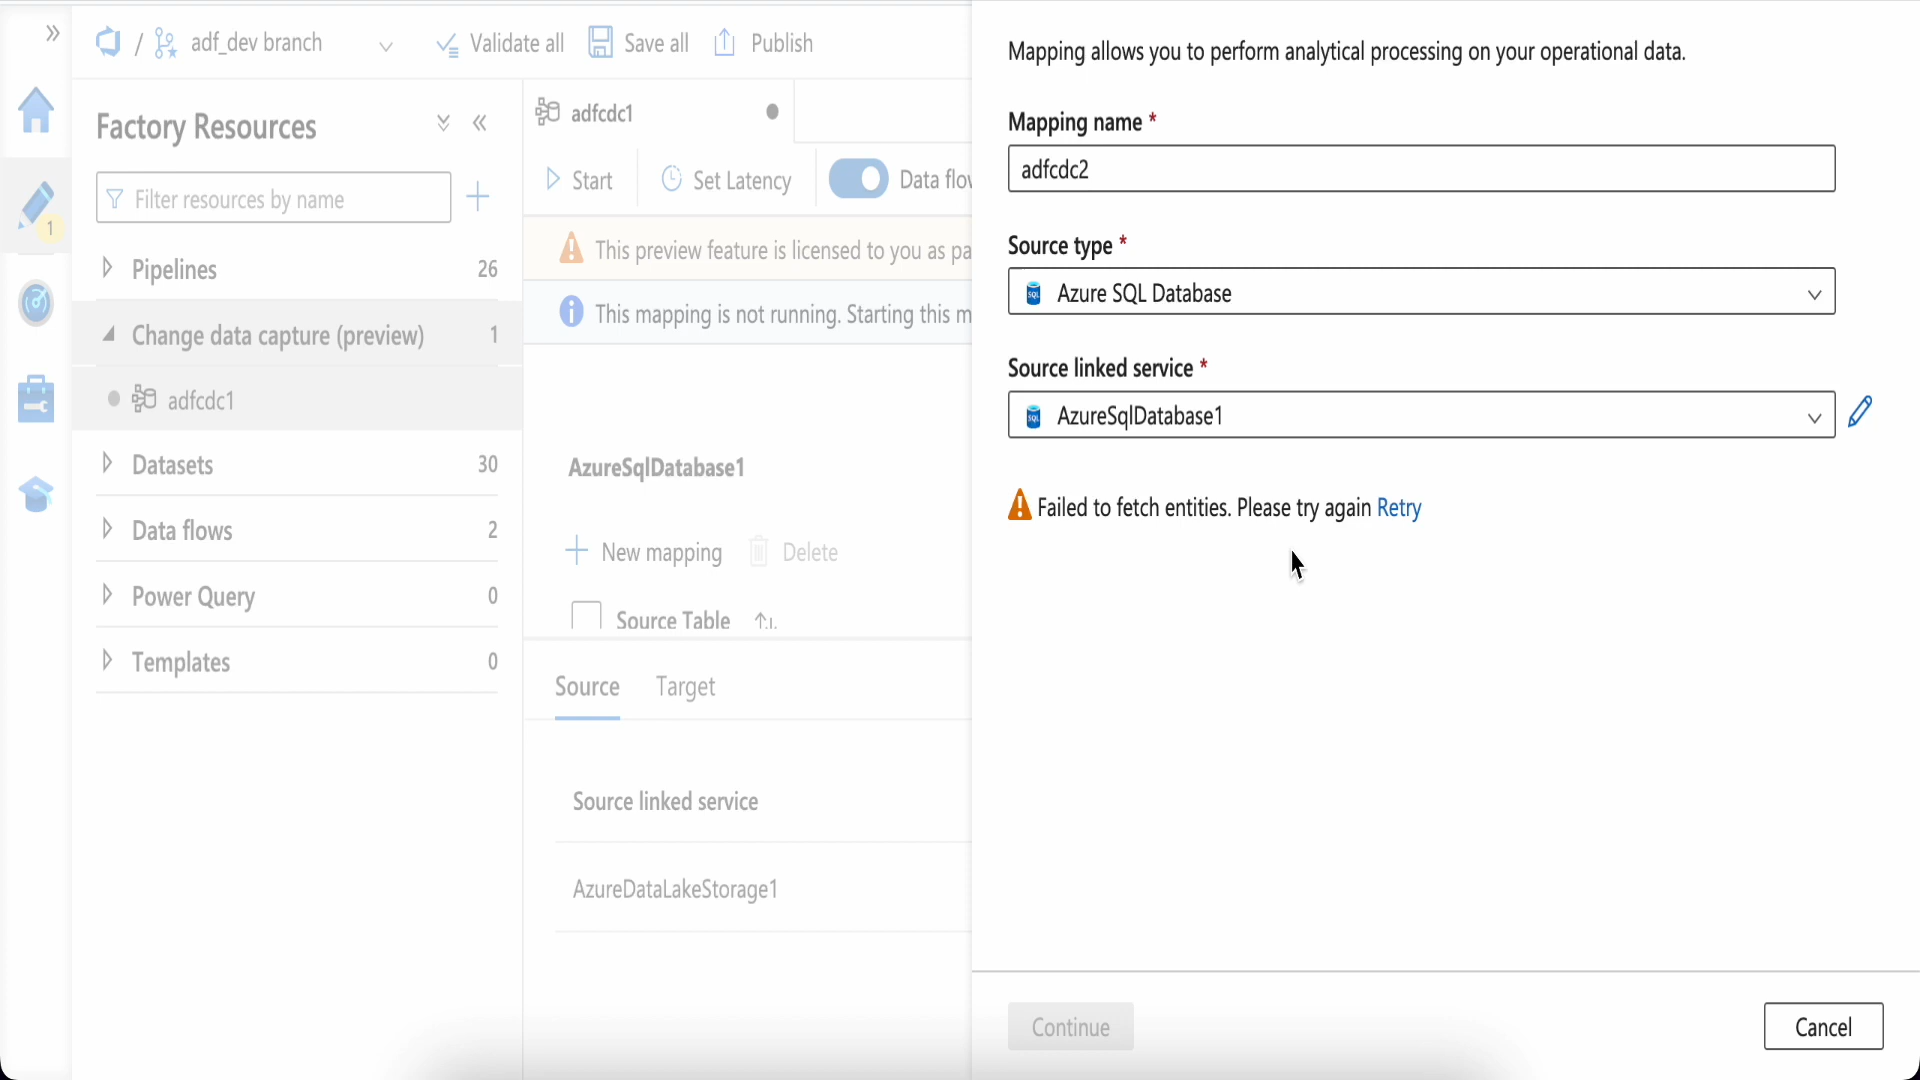 / adf_dev branch
Validate all
Save all
Publish
1
Factory Resources
Filter resources by name
Pipelines 26
Change data capture (preview) 1
adfcdc1
Datasets 30
Data flows 2
Power Query 0
Templates 0
adfcdc1
Start
Set Latency
Data flow
This preview feature is licensed to you as pa
This mapping is not running. Starting this m
AzureSqlDatabase1
New mapping
Delete
Source Table
Source
Target
Source linked service
AzureDataLakeStorage1
Mapping allows you to perform analytical processing on your operational data.
Mapping name *
adfcdc2
Source type *
SQL Azure SQL Database
Source linked service *
SQL AzureSqlDatabase1
Failed to fetch entities. Please try again Retry
Continue
Cancel